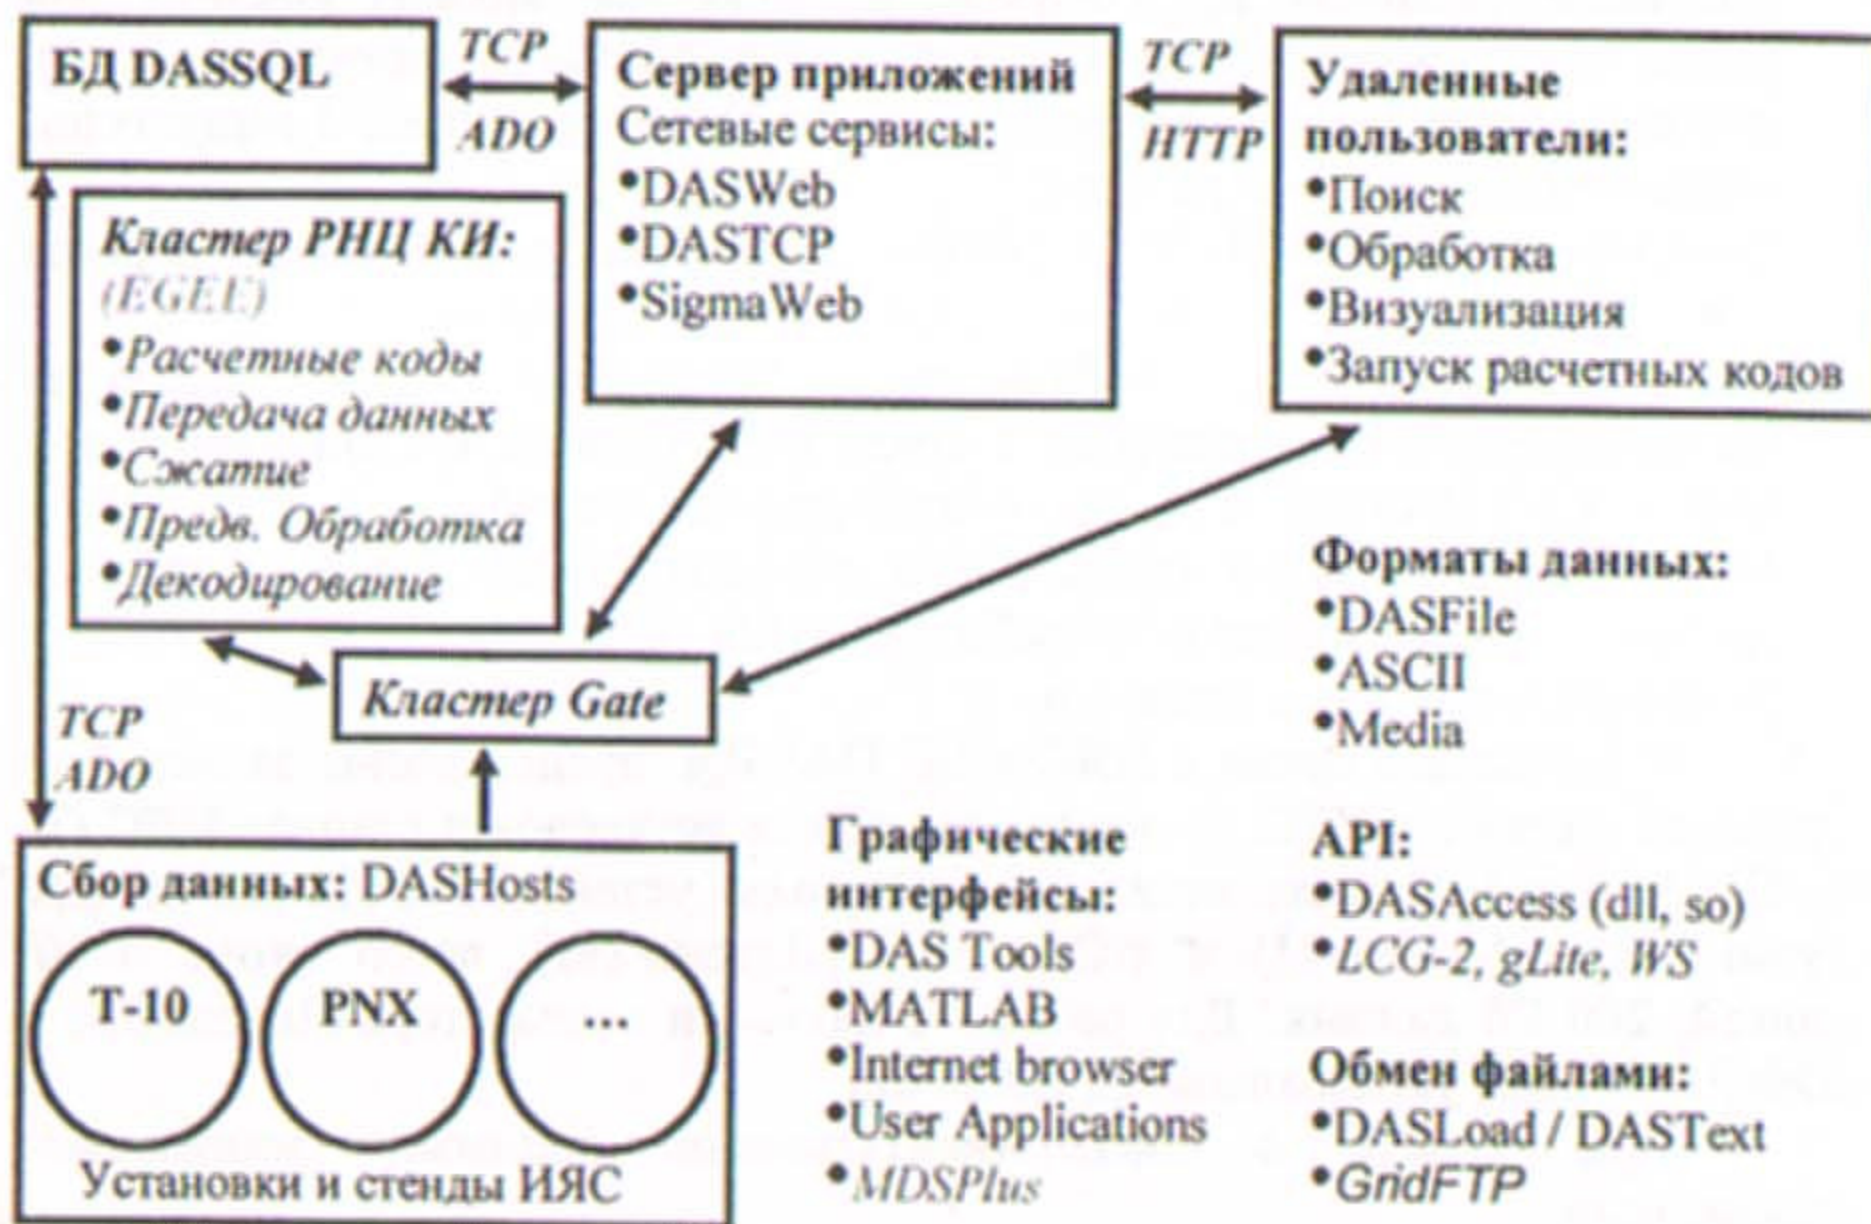 БД DASSQL
TCP
ADO
Сервер приложений
Сетевые сервисы:
•DASWeb
•DASTCP
•SigmaWeb
TCP
HTTP
Удаленные
пользователи:
•Поиск
•Обработка
•Визуализация
•Запуск расчетных кодов
Кластер РНЦ КИ:
(EGEE)
•Расчетные коды
•Передача данных
•Сжатие
•Предв. Обработка
•Декодирование
Кластер Gate
TCP
ADO
Сбор данных: DASHosts
T-10
PNX
...
Установки и стенды ИЯС
Графические
интерфейсы:
•DAS Tools
•MATLAB
•Internet browser
•User Applications
•MDSPlus
Форматы данных:
•DASFile
•ASCII
•Media
API:
•DASAccess (dll, so)
•LCG-2, gLite, WS
Обмен файлами:
•DASLoad / DASText
•GridFTP